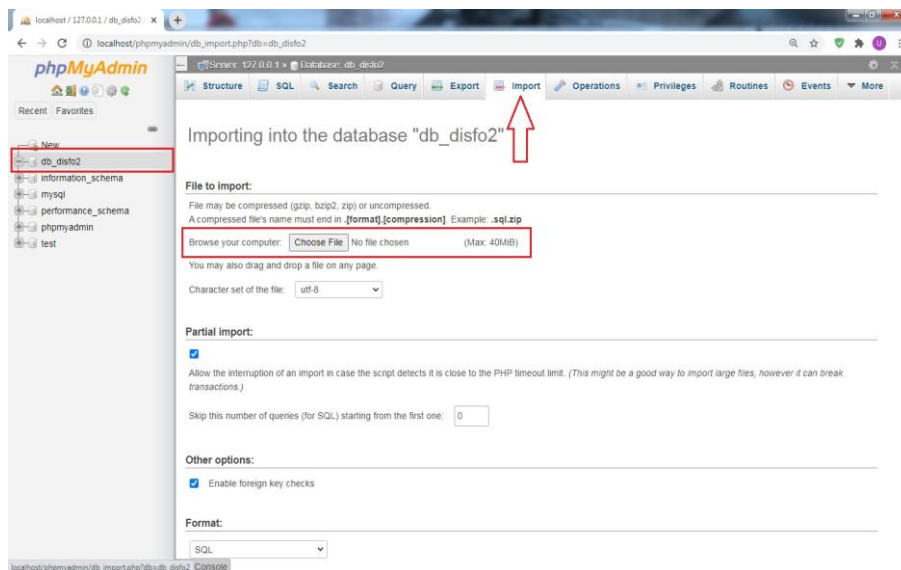 localhost / 127.0.0.1 / db_disfo2
localhost/phpmyadmin/db_import.php?db=db_disfo2
U
phpMyAdmin
Recent Favorites
New
db_disfo2
information_schema
mysql
performance_schema
phpmyadmin
test
Server: 127.0.0.1 » Database: db_disfo2
Structure SQL Search Query Export Import Operations Privileges Routines Events More
Importing into the database "db_disfo2"
File to import:
File may be compressed (gzip, bzip2, zip) or uncompressed.
A compressed file's name must end in .[format].[compression]. Example: .sql.zip
Browse your computer: Choose File No file chosen (Max: 40MiB)
You may also drag and drop a file on any page.
Character set of the file: utf-8
Partial import:
Allow the interruption of an import in case the script detects it is close to the PHP timeout limit. (This might be a good way to import large files, however it can break
transactions.)
Skip this number of queries (for SQL) starting from the first one: 0
Other options:
Enable foreign key checks
Format:
SQL
localhost/phpmyadmin/db_import.php?db=db_disfo2 Console